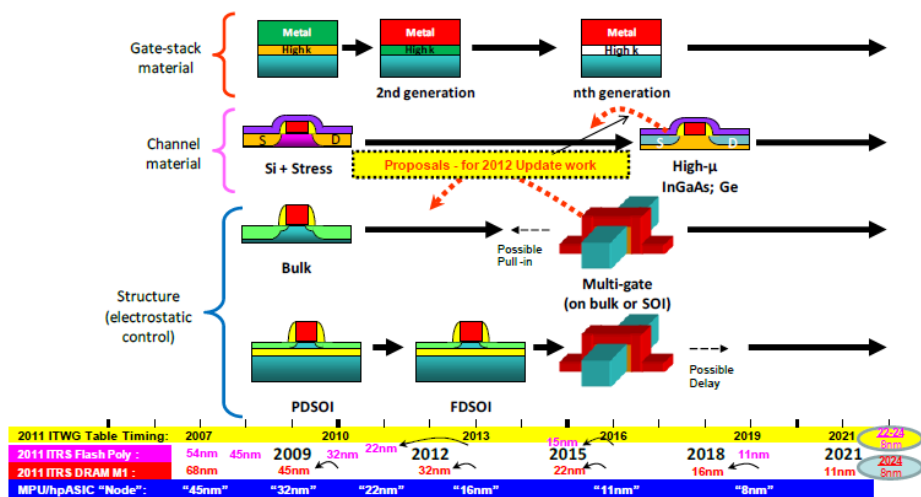 Gate-stack
material
Metal
High k
Metal
High k
2nd generation
Metal
High k
nth generation
Channel
material
S D
Si + Stress
Proposals - for 2012 Update work
S D
High-μ
InGaAs; Ge
Structure
(electrostatic
control)
Bulk
Possible
Pull-in
Multi-gate
(on bulk or SOI)
Possible
Delay
PDSOI
FDSOI
2011 ITWG Table Timing: 2007 2010 2013 2016 2019 2021 22-24
8nm
2011 ITRS Flash Poly : 54nm 45nm 2009 32nm 22nm 2012 15nm 2015 2018 11nm 2021
2011 ITRS DRAM M1 : 68nm 45nm 32nm 22nm 16nm 11nm 2024
8nm
MPU/hpASIC “Node”: “45nm” “32nm” “22nm” “16nm” “11nm” “8nm”